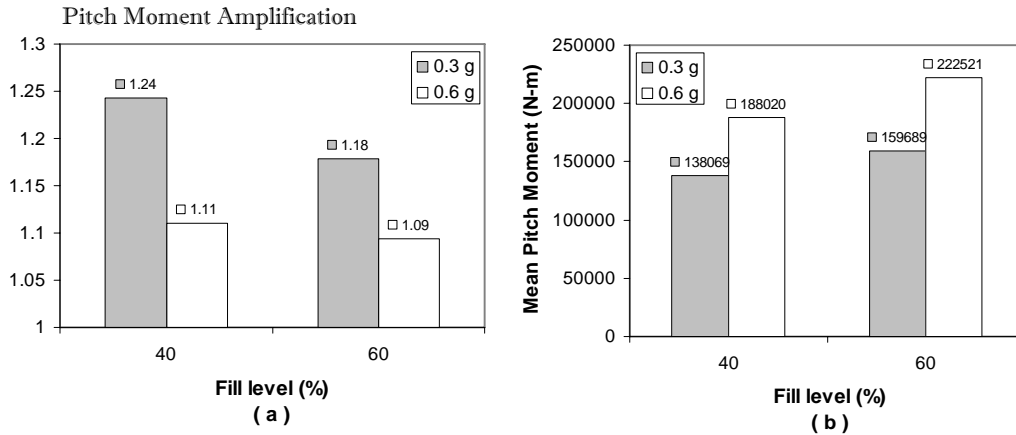 Pitch Moment Amplification
1.3
1.25
1.2
1.15
1.1
1.05
1
0.3 g
0.6 g
1.24
1.11
1.18
1.09
40
60
Fill level (%)
( a )
Mean Pitch Moment (N-m)
250000
200000
150000
100000
50000
0
0.3 g
0.6 g
138069
188020
159689
222521
40
60
Fill level (%)
( b )